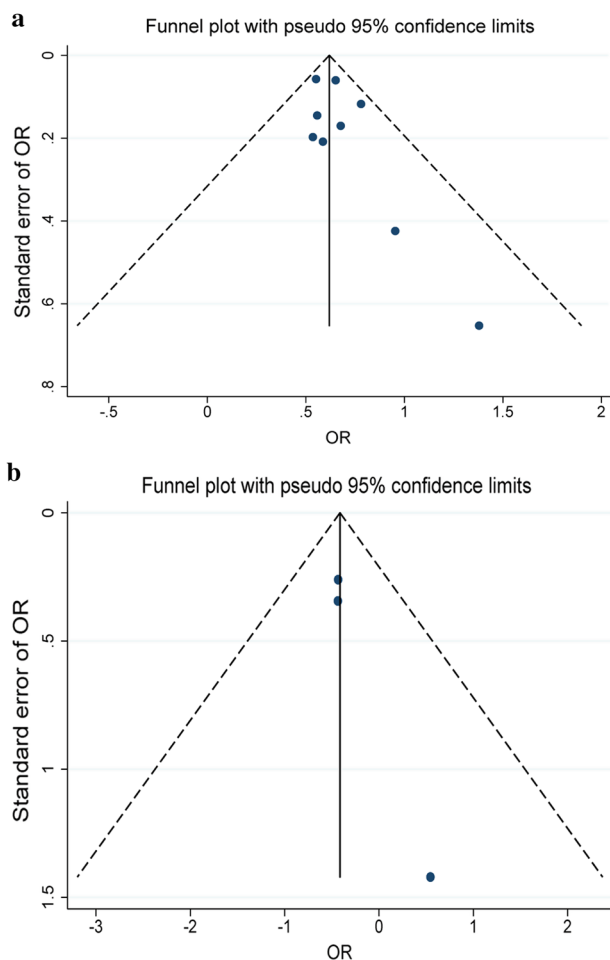 a
Funnel plot with pseudo 95% confidence limits
Standard error of OR
0
.2
.4
.6
.8
-.5
0
.5
1
1.5
2
OR
b
Funnel plot with pseudo 95% confidence limits
Standard error of OR
0
.5
1
1.5
-3
-2
-1
0
1
2
OR